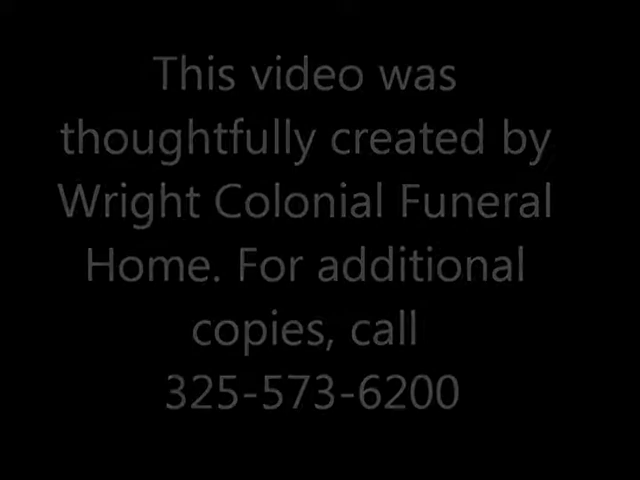 This video was
thoughtfully created by
Wright Colonial Funeral
Home. For additional
copies, call
325-573-6200